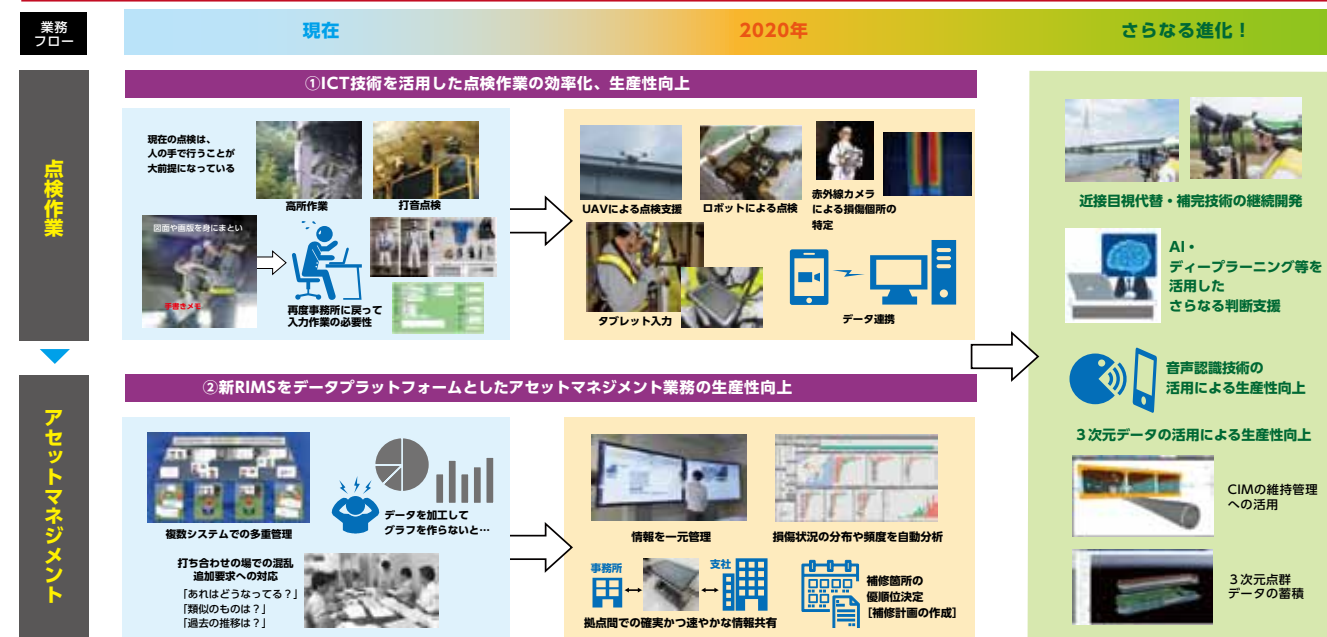 業務
フロー
現在
2020年
さらなる進化！
点検作業
①ICT技術を活用した点検作業の効率化、生産性向上
現在の点検は、
人の手で行うことが
大前提になっている
高所作業
打音点検
図面や画版を身にまとい
手書きメモ
再度事務所に戻って
入力作業の必要性
UAVによる点検支援
ロボットによる点検
赤外線カメラ
による損傷個所の
特定
タブレット入力
データ連携
アセットマネジメント
②新RIMSをデータプラットフォームとしたアセットマネジメント業務の生産性向上
複数システムでの多重管理
データを加工して
グラフを作らないと…
打ち合わせの場での混乱
追加要求への対応
「あれはどうなってる？」
「類似のものは？」
「過去の推移は？」
情報を一元管理
損傷状況の分布や頻度を自動分析
事務所
支社
拠点間での確実かつ速やかな情報共有
補修箇所の
優順位決定
[補修計画の作成]
近接目視代替・補完技術の継続開発
AI・
ディープラーニング等を
活用した
さらなる判断支援
音声認識技術の
活用による生産性向上
３次元データの活用による生産性向上
CIMの維持管理
への活用
３次元点群
データの蓄積